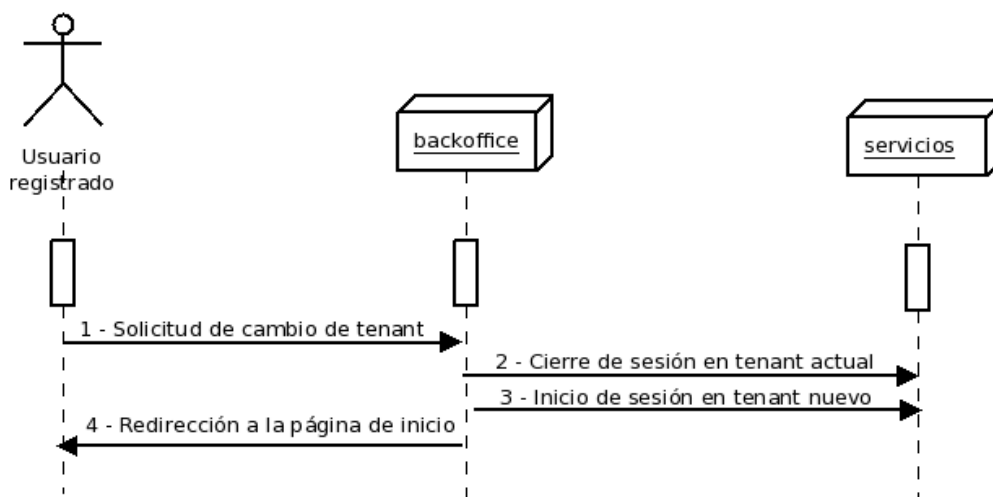 backoffice
servicios
Usuario
registrado
1 - Solicitud de cambio de tenant
2 - Cierre de sesión en tenant actual
3 - Inicio de sesión en tenant nuevo
4 - Redirección a la página de inicio